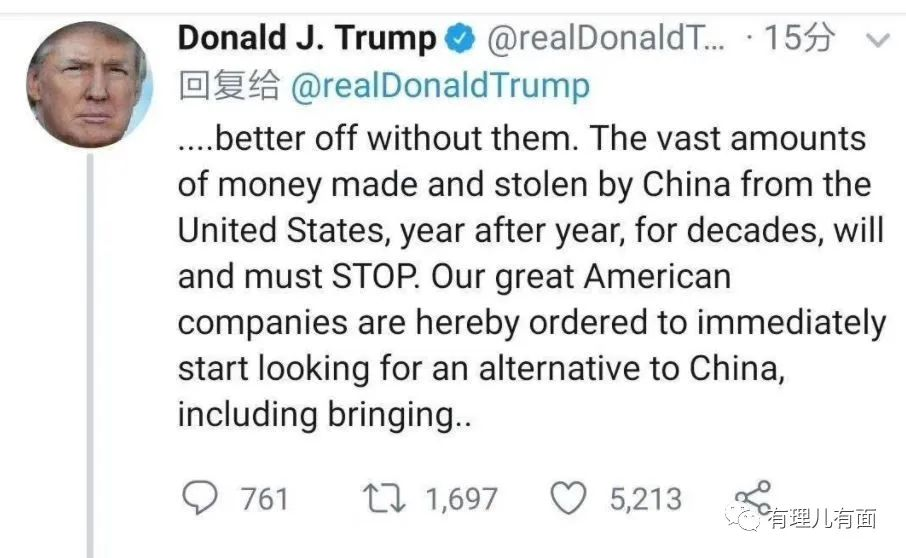 Donald J. Trump @realDonaldT... · 15分
回复给 @realDonaldTrump
....better off without them. The vast amounts
of money made and stolen by China from the
United States, year after year, for decades, will
and must STOP. Our great American
companies are hereby ordered to immediately
start looking for an alternative to China,
including bringing..
761 1,697 5,213
有理儿有面